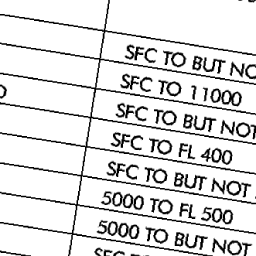 SFC TO BUT NO
SFC TO 11000
SFC TO BUT NOT
SFC TO FL 400
SFC TO BUT NOT
5000 TO FL 500
5000 TO BUT NOT